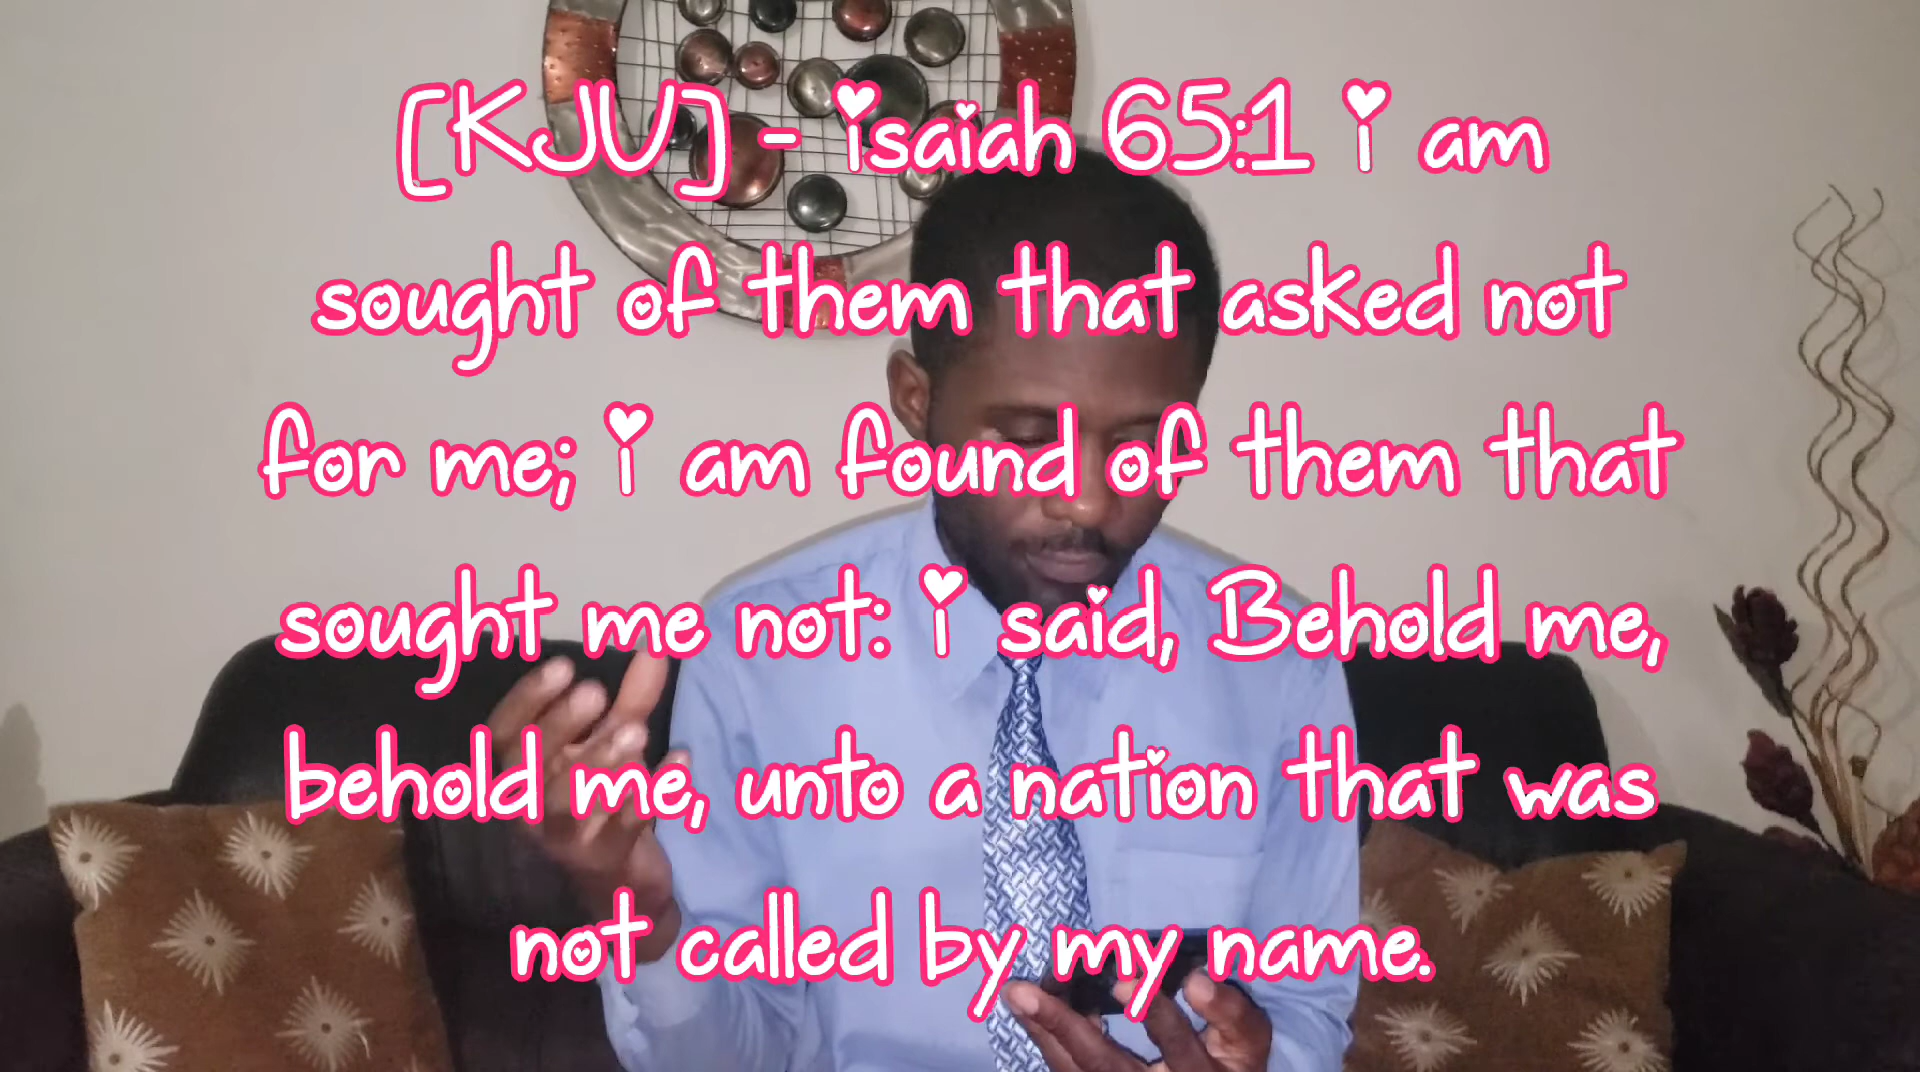 [KJV] - isaiah 65:1 i am
sought of them that asked not
for me; i am found of them that
sought me not: i said, Behold me,
behold me, unto a nation that was
not called by my name.